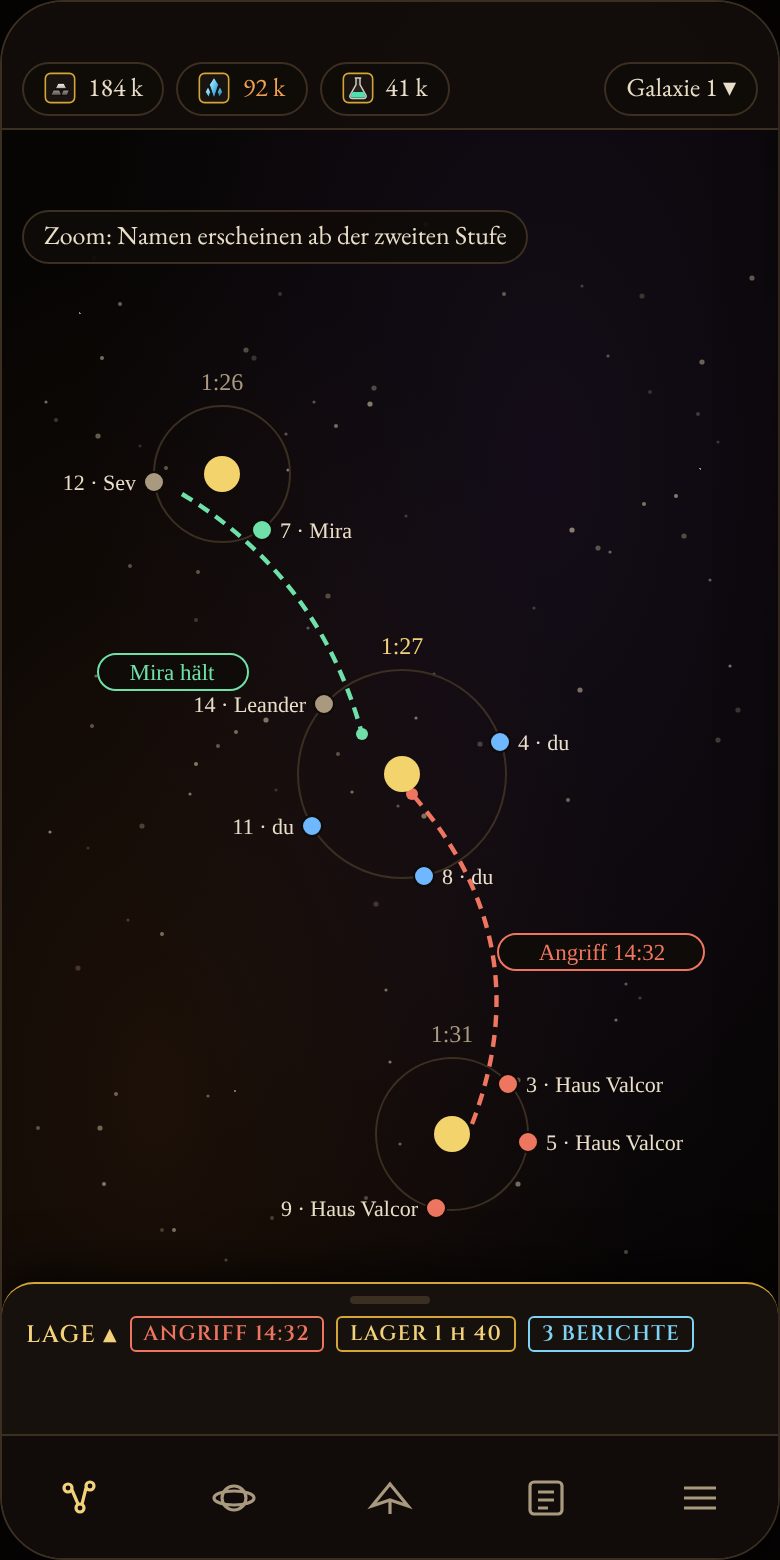 184 k
92 k
41 k
Galaxie 1 ▼
Zoom: Namen erscheinen ab der zweiten Stufe
1:26
12 · Sev
7 · Mira
1:27
Mira hält
14 · Leander
4 · du
11 · du
8 · du
Angriff 14:32
1:31
3 · Haus Valcor
5 · Haus Valcor
9 · Haus Valcor
LAGE ▲
ANGRIFF 14:32
LAGER 1 H 40
3 BERICHTE